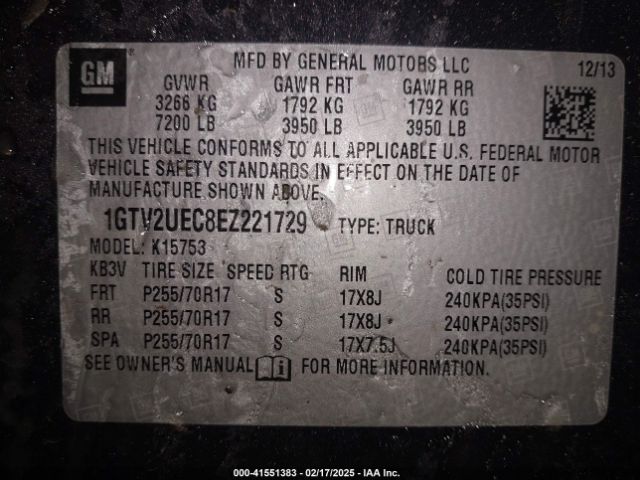 GM
MFD BY GENERAL MOTORS LLC 12/13
GVWR GAWR FRT GAWR RR
3266 KG 1792 KG 1792 KG
7200 LB 3950 LB 3950 LB
THIS VEHICLE CONFORMS TO ALL APPLICABLE U.S. FEDERAL MOTOR
VEHICLE SAFETY STANDARDS IN EFFECT ON THE DATE OF
MANUFACTURE SHOWN ABOVE.
1GTV2UEC8EZ221729 TYPE: TRUCK
MODEL: K15753
KB3V TIRE SIZE SPEED RTG RIM COLD TIRE PRESSURE
FRT P255/70R17 S 17X8J 240KPA(35PSI)
RR P255/70R17 S 17X8J 240KPA(35PSI)
SPA P255/70R17 S 17X7.5J 240KPA(35PSI)
SEE OWNER'S MANUAL FOR MORE INFORMATION.
000-41551383 - 02/17/2025 - IAA Inc.